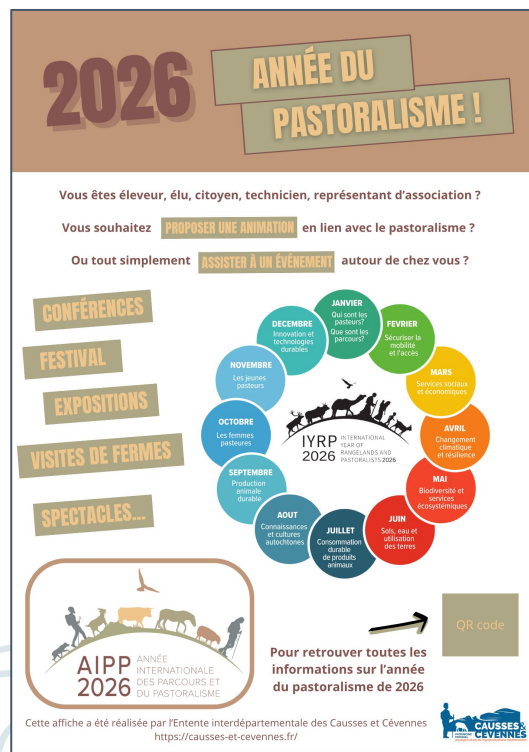 2026
ANNÉE DU
PASTORALISME !
Vous êtes éleveur, élu, citoyen, technicien, représentant d'association ?
Vous souhaitez PROPOSER UNE ANIMATION en lien avec le pastoralisme ?
Ou tout simplement ASSISTER À UN ÉVÉNEMENT autour de chez vous ?
CONFÉRENCES
FESTIVAL
EXPOSITIONS
VISITES DE FERMES
SPECTACLES...
JANVIER
Qui sont les
pasteurs?
Que sont les
parcours?
FEVRIER
Sécuriser la
mobilité
et l'accès
MARS
Services sociaux
et économiques
AVRIL
Changement
climatique
et résilience
MAI
Biodiversité et
services
écosystémiques
JUIN
Sols, eau et
utilisation
des terres
JUILLET
Consommation
durable
de produits
animaux
AOUT
Connaissances
et cultures
autochtones
SEPTEMBRE
Production
animale
durable
OCTOBRE
Les femmes
pasteures
NOVEMBRE
Les jeunes
pasteurs
DECEMBRE
Innovation et
technologies
durables
IYRP
2026
INTERNATIONAL
YEAR OF
RANGELANDS AND
PASTORALISTS 2026
AIPP
2026
ANNÉE
INTERNATIONALE
DES PARCOURS ET
DU PASTORALISME
QR code
Pour retrouver toutes les
informations sur l'année
du pastoralisme de 2026
Cette affiche a été réalisée par l'Entente interdépartementale des Causses et Cévennes
https://causses-et-cevennes.fr/
CAUSSES&
CÉVENNES